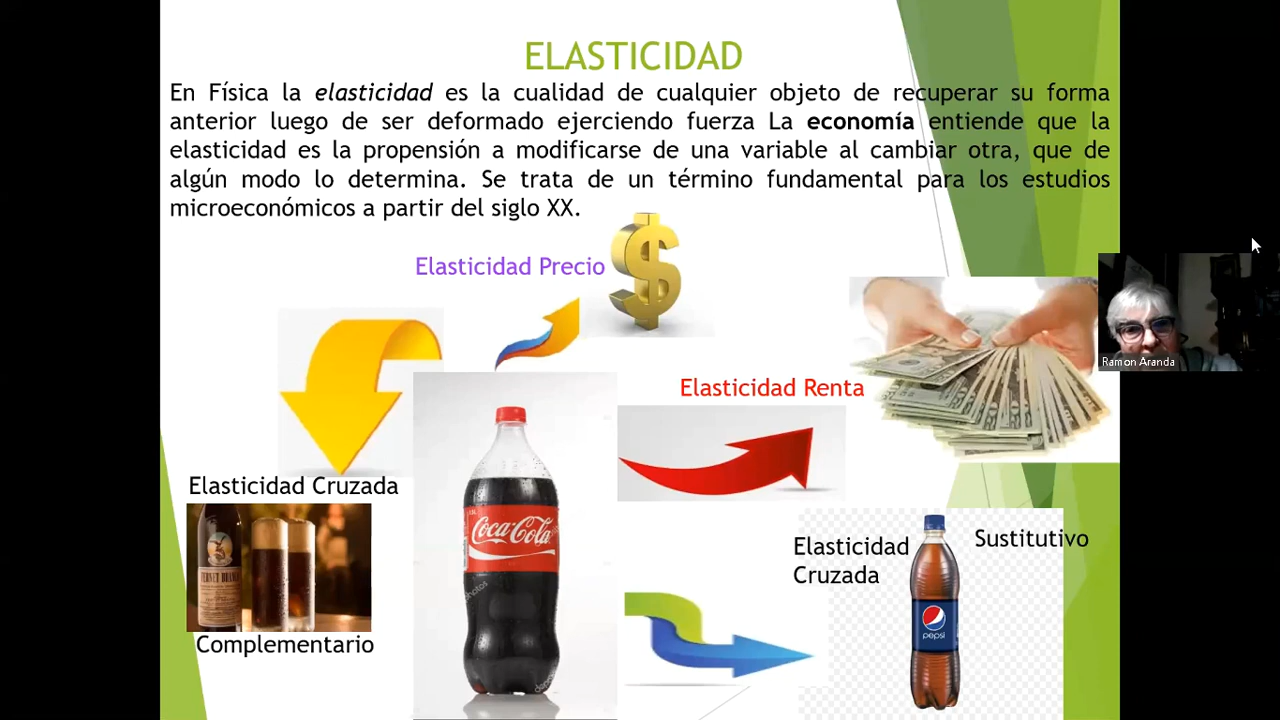 ELASTICIDAD
En Física la elasticidad es la cualidad de cualquier objeto de recuperar su forma
anterior luego de ser deformado ejerciendo fuerza La economía entiende que la
elasticidad es la propensión a modificarse de una variable al cambiar otra, que de
algún modo lo determina. Se trata de un término fundamental para los estudios
microeconómicos a partir del siglo XX.
Elasticidad Precio
Elasticidad Renta
Ramon Aranda
Elasticidad Cruzada
FERNET BRANCA
Complementario
Coca-Cola
Elasticidad
Cruzada
Sustitutivo
pepsi